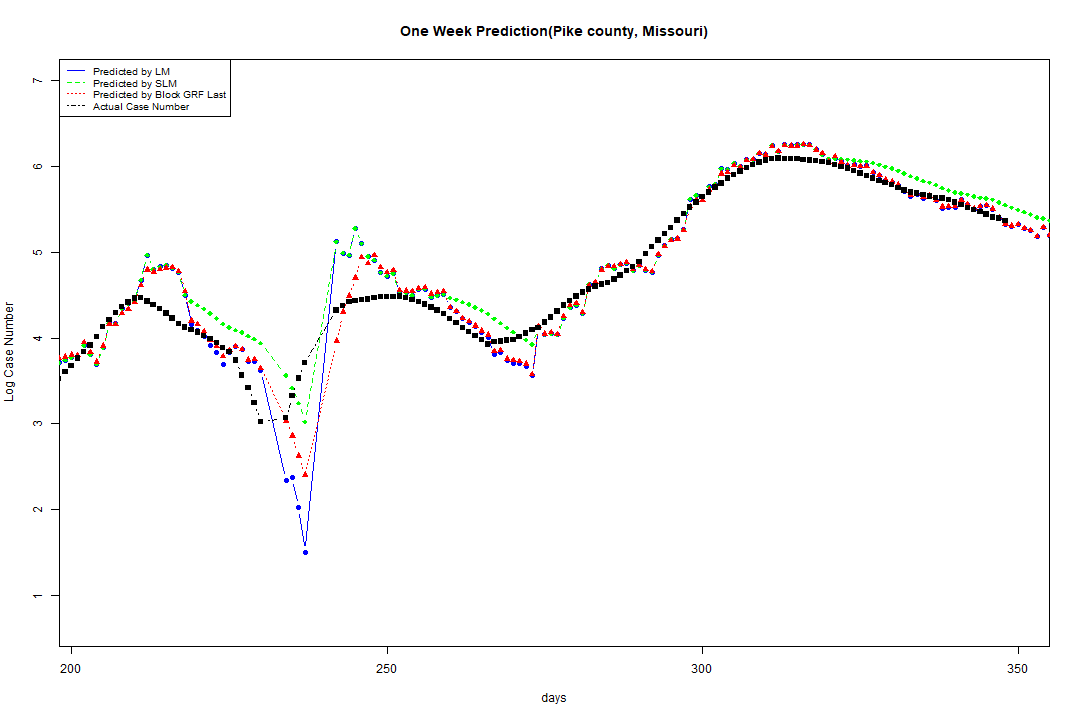 One Week Prediction(Pike county, Missouri)
Predicted by LM
Predicted by SLM
Predicted by Block GRF Last
Actual Case Number
7
6
5
4
3
2
1
Log Case Number
200
250
300
350
days